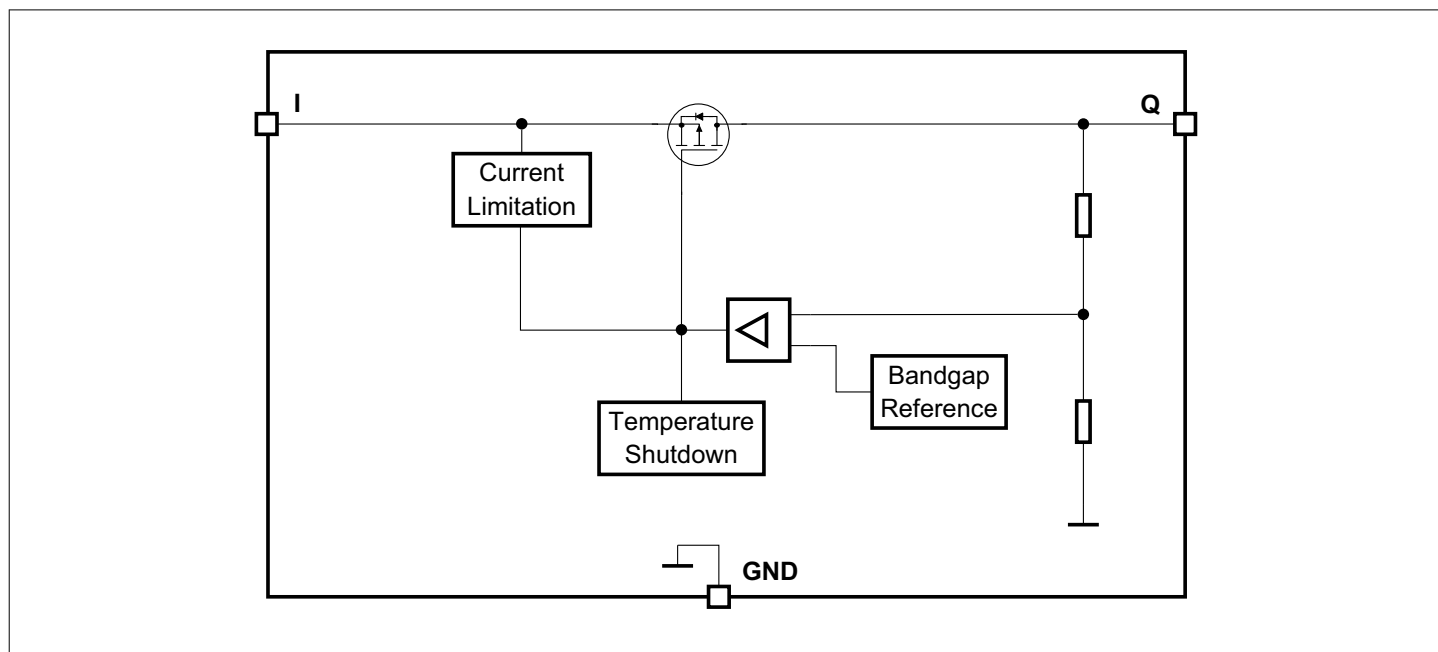 I
Q
Current
Limitation
Bandgap
Reference
Temperature
Shutdown
GND